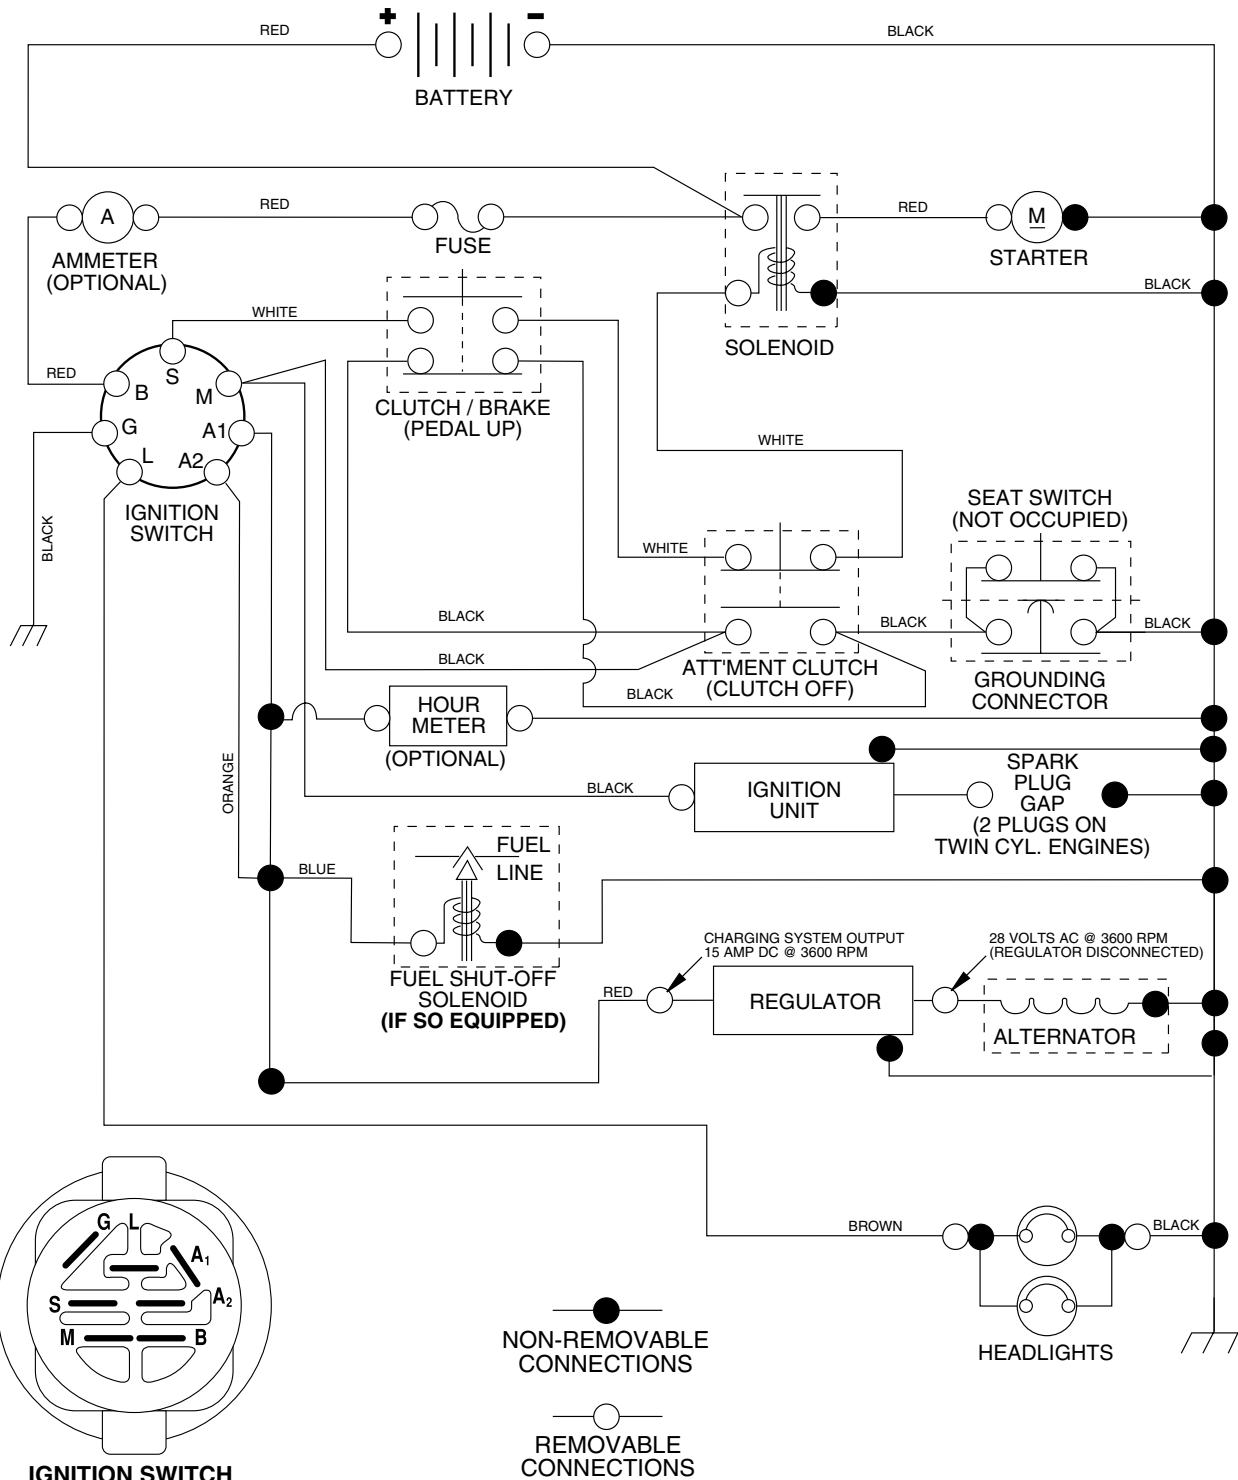 +
−
RED
BLACK
BATTERY
A
RED
RED
M
FUSE
STARTER
AMMETER
(OPTIONAL)
BLACK
WHITE
SOLENOID
RED
S
B
M
CLUTCH / BRAKE
(PEDAL UP)
G
A1
L
A2
WHITE
IGNITION
SWITCH
SEAT SWITCH
(NOT OCCUPIED)
BLACK
WHITE
BLACK
BLACK
BLACK
BLACK
ATT'MENT CLUTCH
(CLUTCH OFF)
GROUNDING
CONNECTOR
BLACK
HOUR
METER
(OPTIONAL)
ORANGE
BLACK
IGNITION
UNIT
SPARK
PLUG
GAP
(2 PLUGS ON
TWIN CYL. ENGINES)
FUEL
LINE
BLUE
FUEL SHUT-OFF
SOLENOID
(IF SO EQUIPPED)
CHARGING SYSTEM OUTPUT
15 AMP DC @ 3600 RPM
28 VOLTS AC @ 3600 RPM
(REGULATOR DISCONNECTED)
RED
REGULATOR
ALTERNATOR
BROWN
BLACK
HEADLIGHTS
G
L
A1
A2
S
M
B
IGNITION SWITCH
NON-REMOVABLE
CONNECTIONS
REMOVABLE
CONNECTIONS